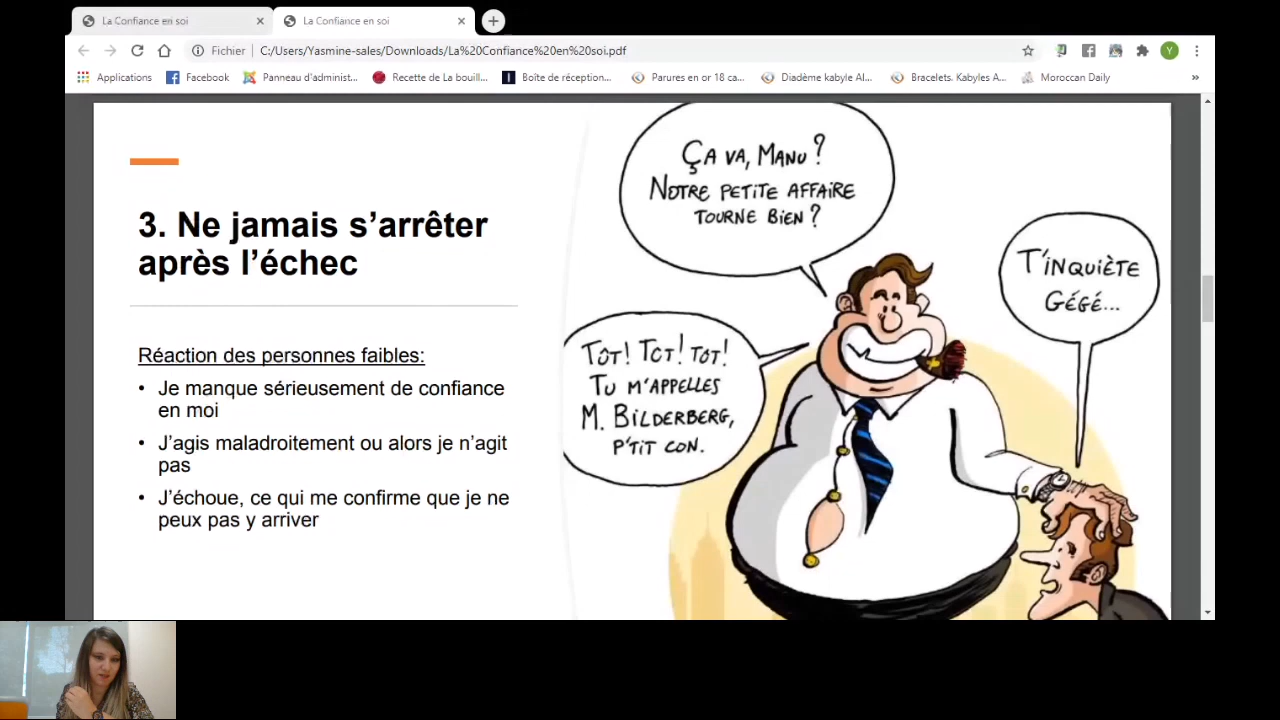 La Confiance en soi
La Confiance en soi
Fichier
C:/Users/Yasmine-sales/Downloads/La%20Confiance%20en%20soi.pdf
Y
Applications
Facebook
Panneau d'administ...
Recette de La bouill...
Boîte de réception...
Parures en or 18 ca...
Diadème kabyle Al...
Bracelets. Kabyles A...
Moroccan Daily
»
3. Ne jamais s’arrêter
après l’échec
Réaction des personnes faibles:
• Je manque sérieusement de confiance
en moi
• J’agis maladroitement ou alors je n’agit
pas
• J’échoue, ce qui me confirme que je ne
peux pas y arriver
ÇA VA, MANU ?
NOTRE PETITE AFFAIRE
TOURNE BIEN ?
T'INQUIÈTE
GÉGÉ...
TÔT ! TOT ! TOT !
TU M'APPELLES
M. BILDERBERG,
P'TIT CON.